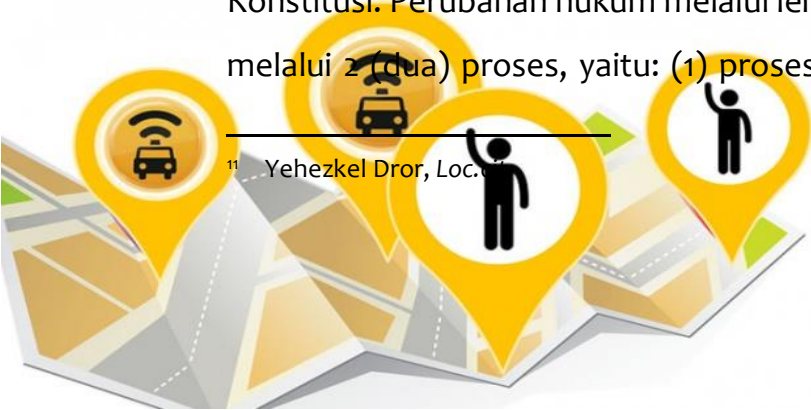 Konstitusi. Perubahan hukum melalui
melalui 2 (dua) proses, yaitu: (1) proses
11 Yehezkel Dror, Loc.